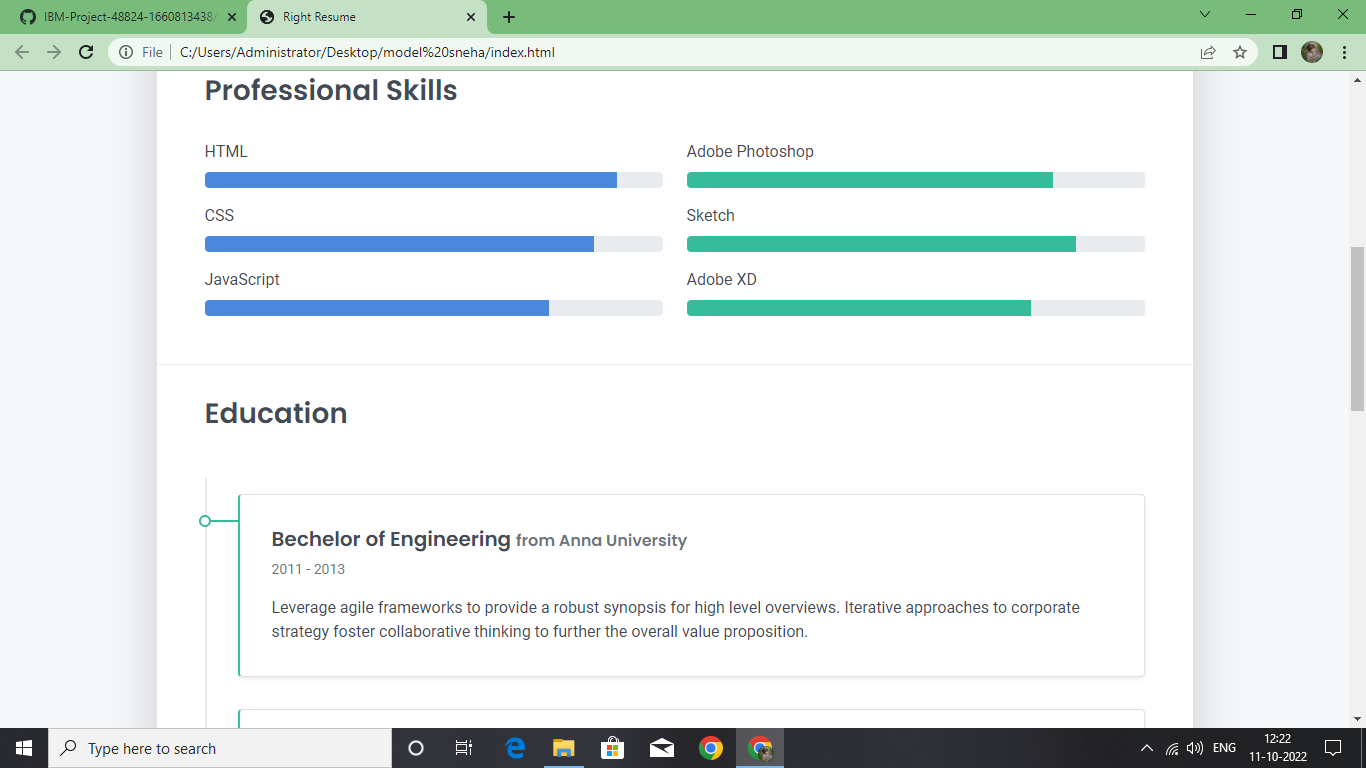 IBM-Project-48824-1660813438/
Right Resume
File
C:/Users/Administrator/Desktop/model%20sneha/index.html
Professional Skills
HTML
Adobe Photoshop
CSS
Sketch
JavaScript
Adobe XD
Education
Bechelor of Engineering from Anna University
2011 - 2013
Leverage agile frameworks to provide a robust synopsis for high level overviews. Iterative approaches to corporate
strategy foster collaborative thinking to further the overall value proposition.
Type here to search
ENG
12:22
11-10-2022